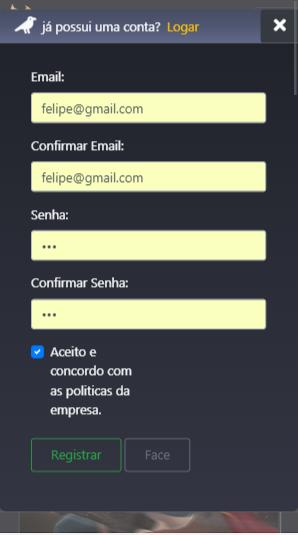 já possui uma conta? Logar
Email:
felipe@gmail.com
Confirmar Email:
felipe@gmail.com
Senha:
•••
Confirmar Senha:
•••
Aceito e
concordo com
as politicas da
empresa.
Registrar Face